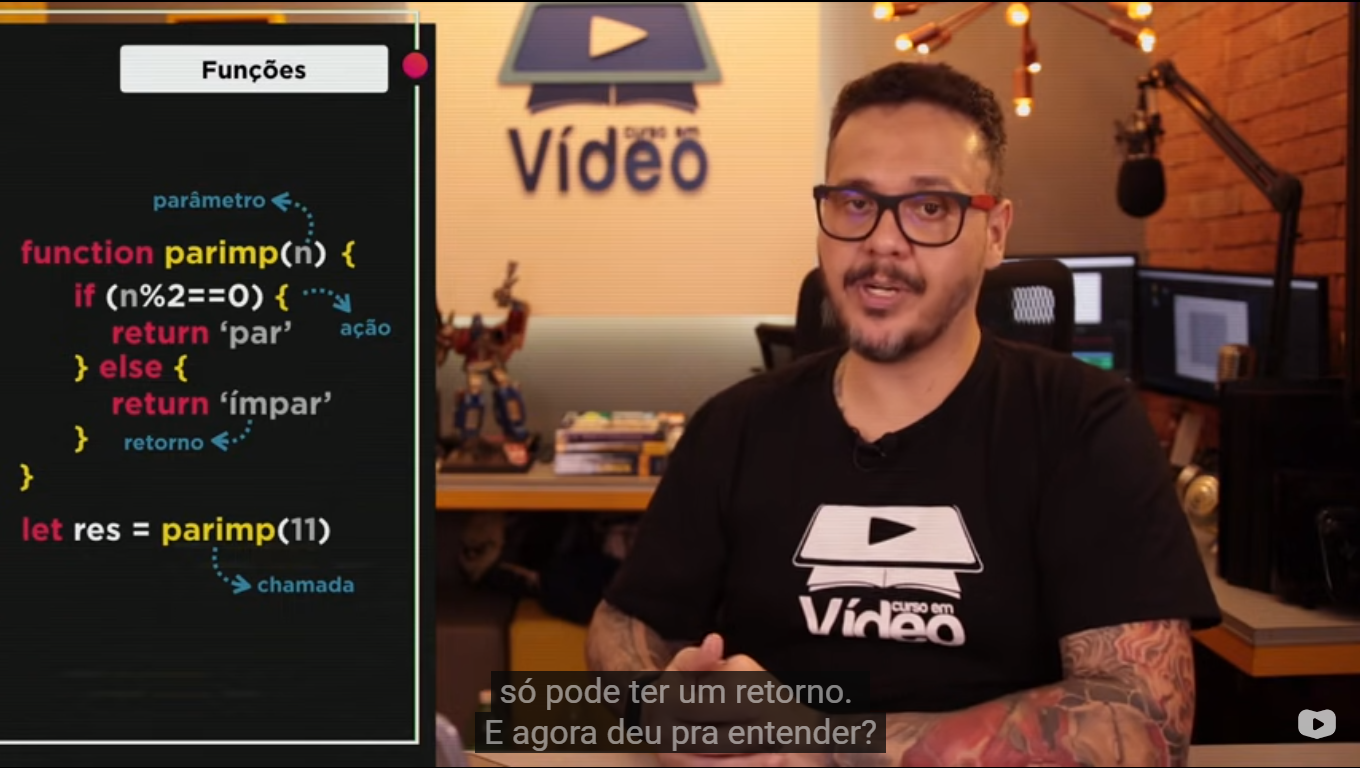 Funções
parâmetro
function parimp(n) {
if (n%2==0) {
ação
return ‘par’
} else {
return ‘ímpar’
} retorno
}
let res = parimp(11)
chamada
curso em
Vídeo
curso em
Vídeo
só pode ter um retorno.
E agora deu pra entender?